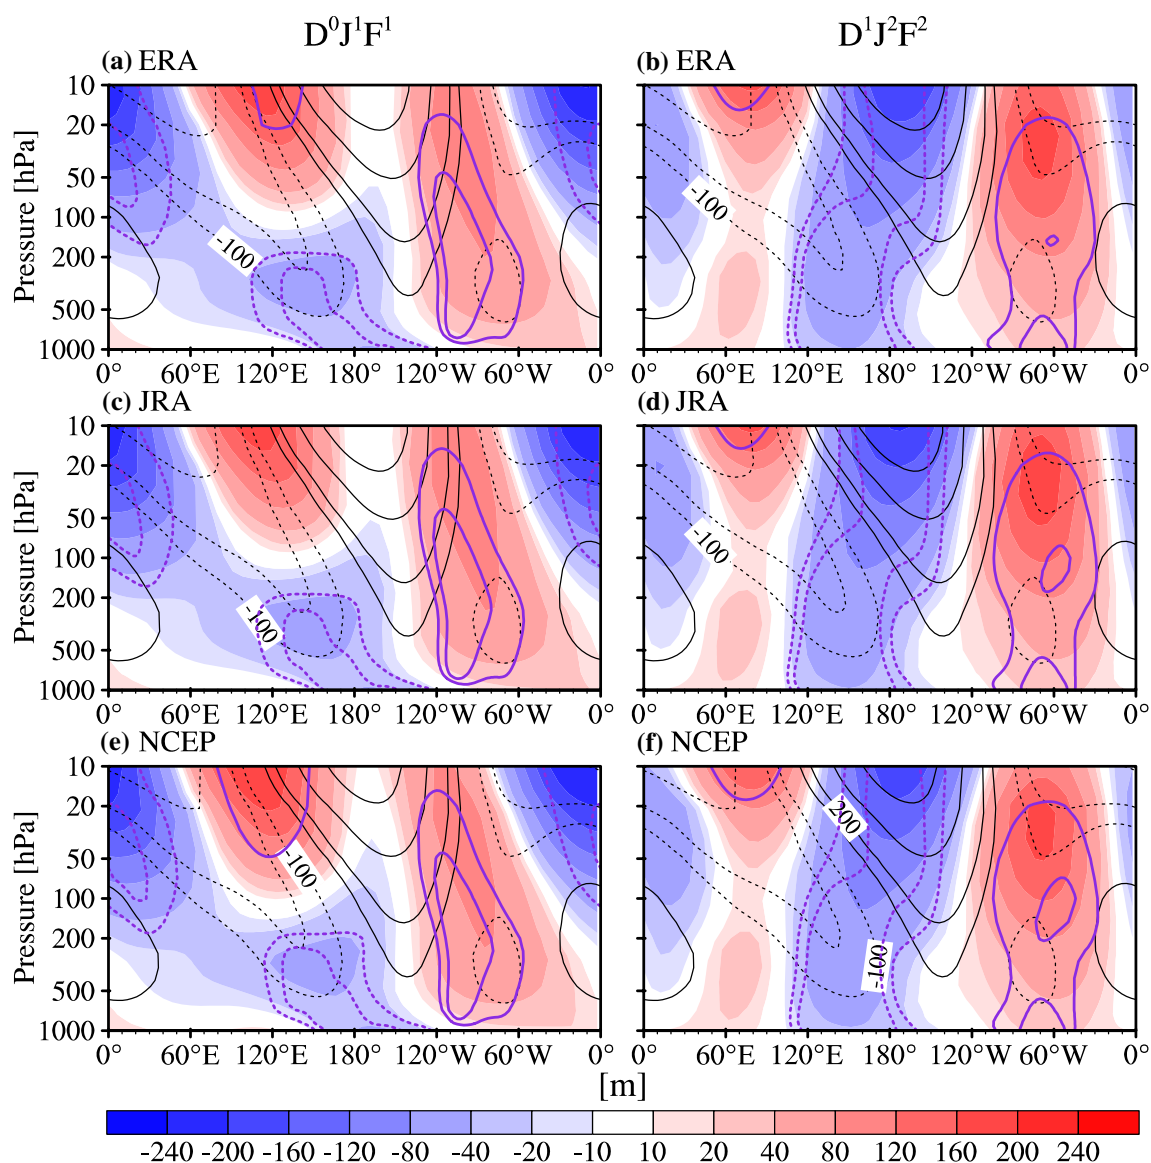 D⁰J¹F¹ D¹J²F²
(a) ERA (b) ERA
Pressure [hPa]
10
20
50
100
200
500
1000
-100
-100
0° 60°E 120°E 180° 120°W 60°W 0° 0° 60°E 120°E 180° 120°W 60°W 0°
(c) JRA (d) JRA
Pressure [hPa]
10
20
50
100
200
500
1000
-100
-100
0° 60°E 120°E 180° 120°W 60°W 0° 0° 60°E 120°E 180° 120°W 60°W 0°
(e) NCEP (f) NCEP
Pressure [hPa]
10
20
50
100
200
500
1000
-100
200
-100
0° 60°E 120°E 180° 120°W 60°W 0° 0° 60°E 120°E 180° 120°W 60°W 0°
[m]
-240 -200 -160 -120 -80 -40 -20 -10 10 20 40 80 120 160 200 240